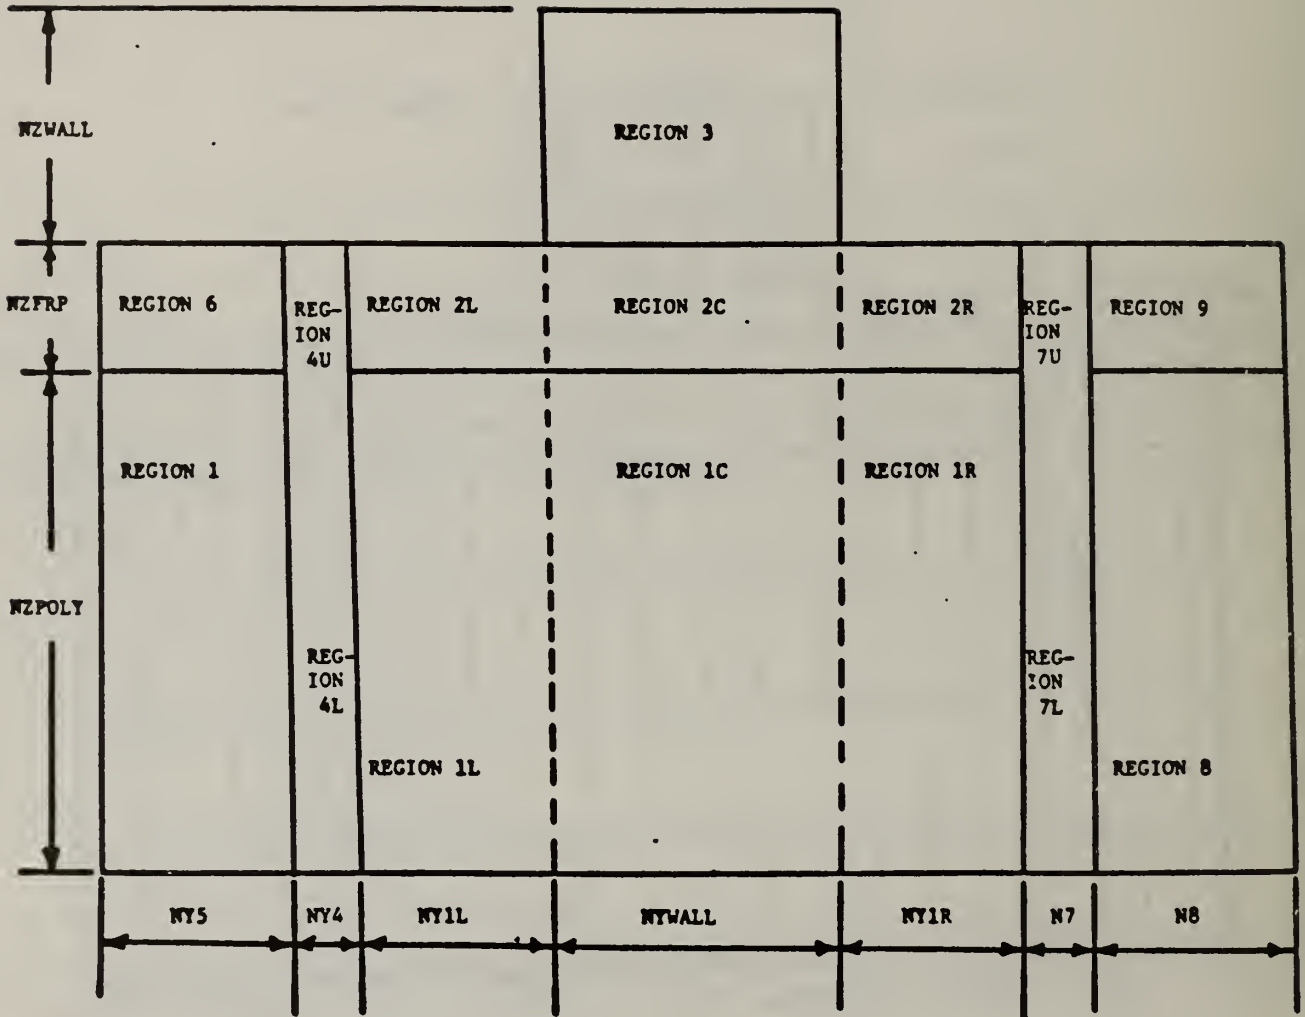 NZWALL
REGION 3
NZFRP
REGION 6
REG-
ION
4U
REGION 2L
REGION 2C
REGION 2R
REG-
ION
7U
REGION 9
REGION 1
REGION 1C
REGION 1R
NZPOLY
REG-
ION
4L
REG-
ION
7L
REGION 1L
REGION 8
NY5
NY4
NY1L
NYWALL
NY1R
N7
N8